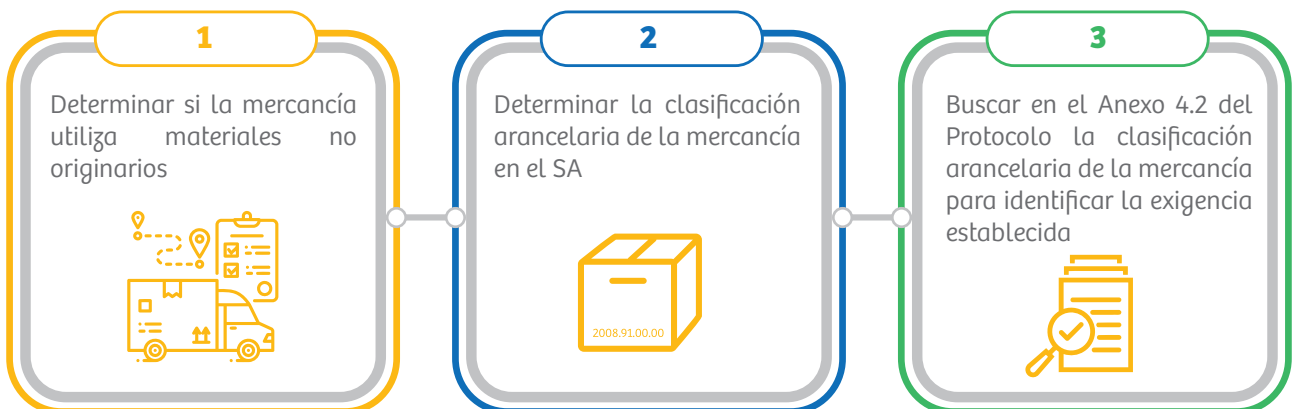 1
Determinar si la mercancía
utiliza materiales no
originarios
2
Determinar la clasificación
arancelaria de la mercancía
en el SA
2008.91.00.00
3
Buscar en el Anexo 4.2 del
Protocolo la clasificación
arancelaria de la mercancía
para identificar la exigencia
establecida